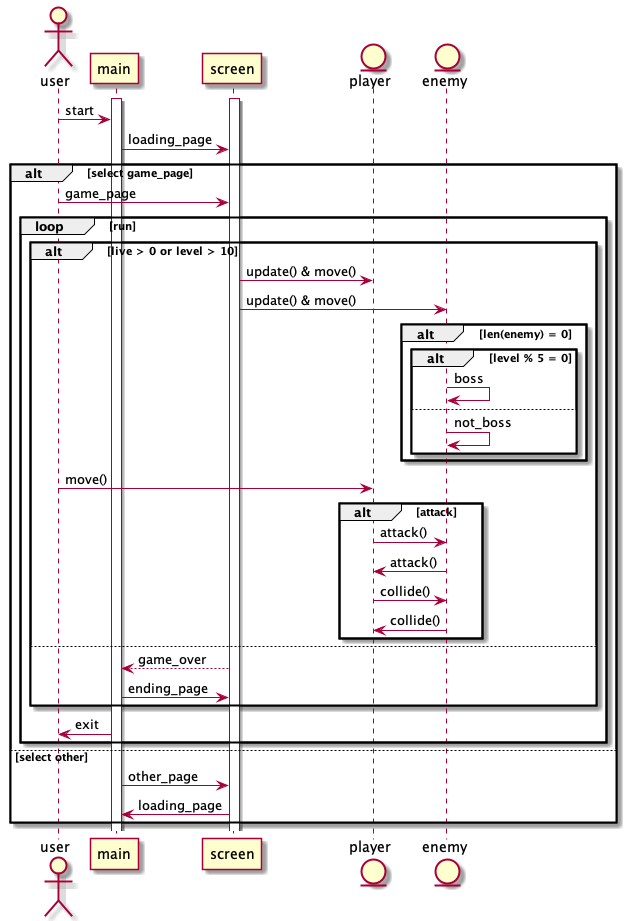 user main screen player enemy
start
loading_page
alt [select game_page]
game_page
loop [run]
alt [live > 0 or level > 10]
update() & move()
update() & move()
alt [len(enemy) = 0]
alt [level % 5 = 0]
boss
not_boss
move()
alt [attack]
attack()
attack()
collide()
collide()
game_over
ending_page
exit
[select other]
other_page
loading_page
user main screen player enemy